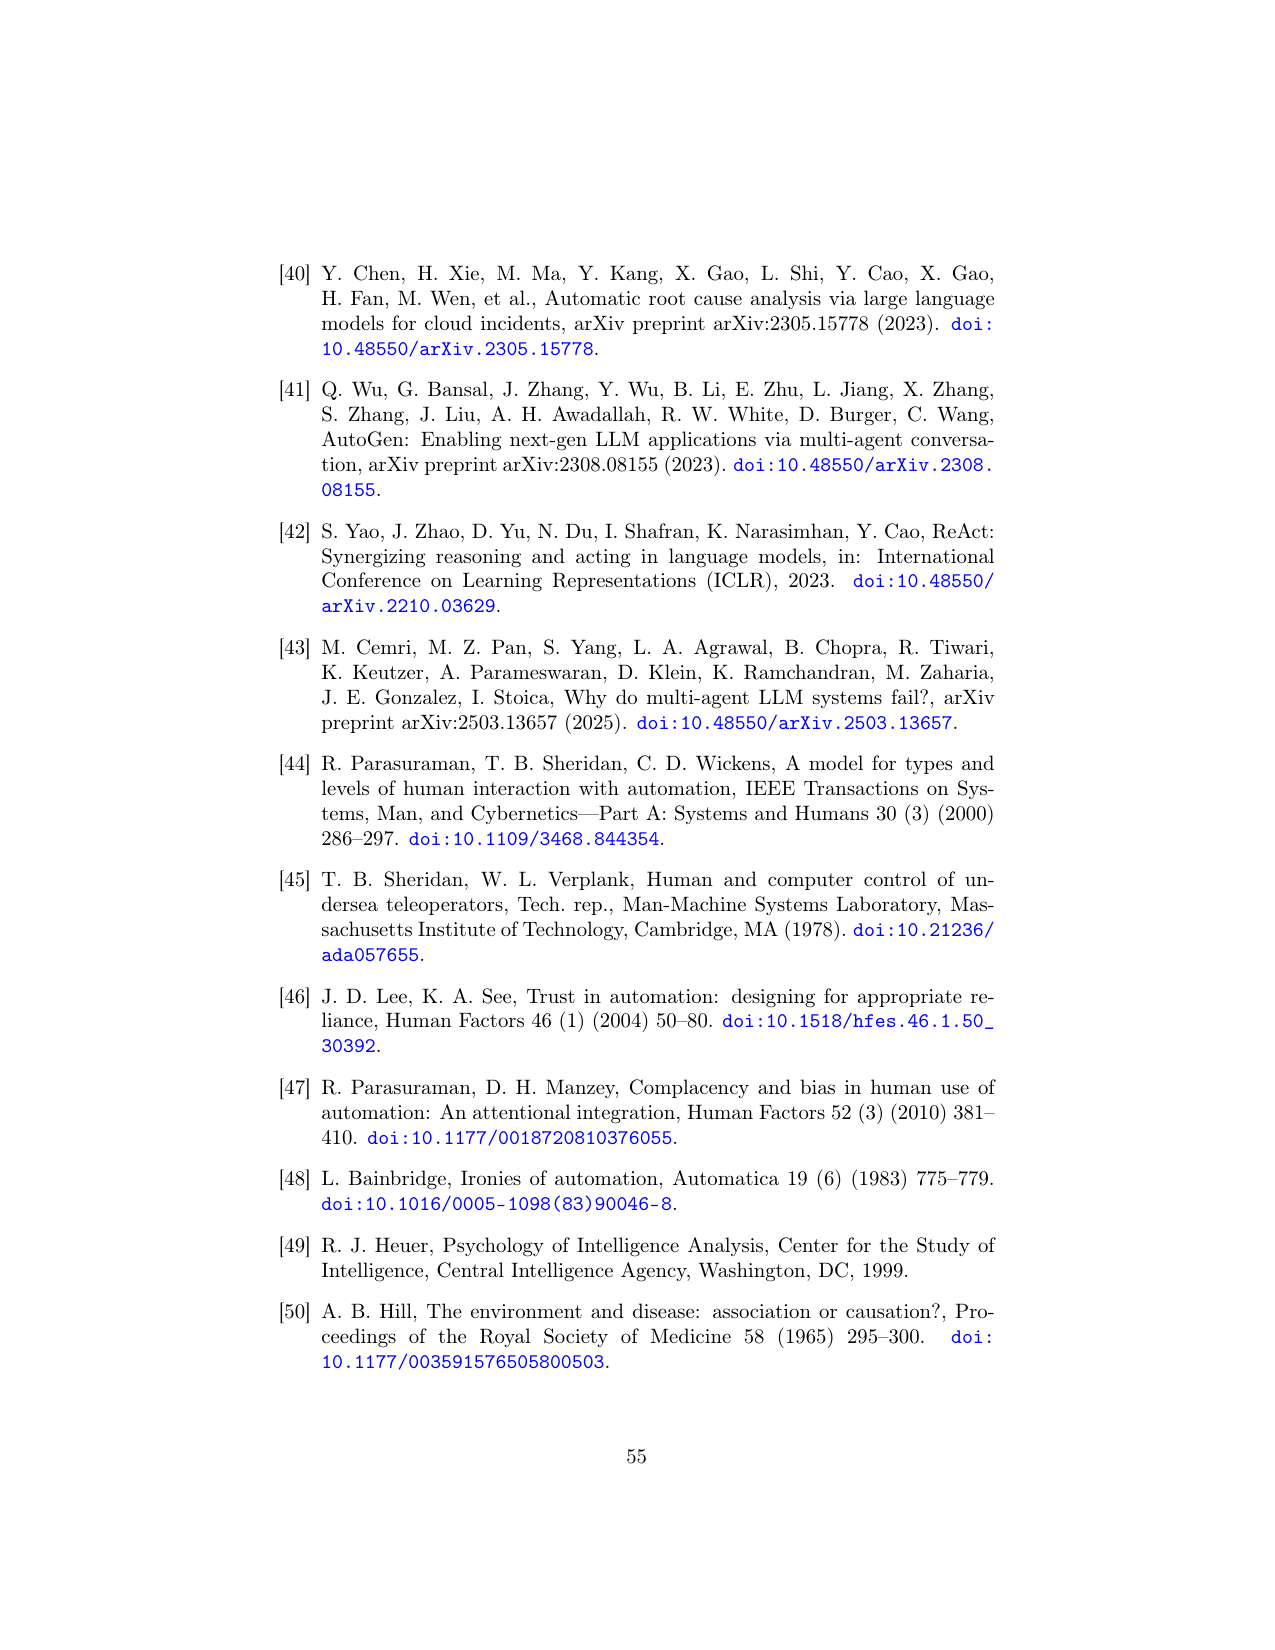 [40] Y. Chen, H. Xie, M. Ma, Y. Kang, X. Gao, L. Shi, Y. Cao, X. Gao,
H. Fan, M. Wen, et al., Automatic root cause analysis via large language
models for cloud incidents, arXiv preprint arXiv:2305.15778 (2023). doi:
10.48550/arXiv.2305.15778.
[41] Q. Wu, G. Bansal, J. Zhang, Y. Wu, B. Li, E. Zhu, L. Jiang, X. Zhang,
S. Zhang, J. Liu, A. H. Awadallah, R. W. White, D. Burger, C. Wang,
AutoGen: Enabling next-gen LLM applications via multi-agent conversa-
tion, arXiv preprint arXiv:2308.08155 (2023). doi:10.48550/arXiv.2308.
08155.
[42] S. Yao, J. Zhao, D. Yu, N. Du, I. Shafran, K. Narasimhan, Y. Cao, ReAct:
Synergizing reasoning and acting in language models, in: International
Conference on Learning Representations (ICLR), 2023. doi:10.48550/
arXiv.2210.03629.
[43] M. Cemri, M. Z. Pan, S. Yang, L. A. Agrawal, B. Chopra, R. Tiwari,
K. Keutzer, A. Parameswaran, D. Klein, K. Ramchandran, M. Zaharia,
J. E. Gonzalez, I. Stoica, Why do multi-agent LLM systems fail?, arXiv
preprint arXiv:2503.13657 (2025). doi:10.48550/arXiv.2503.13657.
[44] R. Parasuraman, T. B. Sheridan, C. D. Wickens, A model for types and
levels of human interaction with automation, IEEE Transactions on Sys-
tems, Man, and Cybernetics—Part A: Systems and Humans 30 (3) (2000)
286–297. doi:10.1109/3468.844354.
[45] T. B. Sheridan, W. L. Verplank, Human and computer control of un-
dersea teleoperators, Tech. rep., Man-Machine Systems Laboratory, Mas-
sachusetts Institute of Technology, Cambridge, MA (1978). doi:10.21236/
ada057655.
[46] J. D. Lee, K. A. See, Trust in automation: designing for appropriate re-
liance, Human Factors 46 (1) (2004) 50–80. doi:10.1518/hfes.46.1.50_
30392.
[47] R. Parasuraman, D. H. Manzey, Complacency and bias in human use of
automation: An attentional integration, Human Factors 52 (3) (2010) 381–
410. doi:10.1177/0018720810376055.
[48] L. Bainbridge, Ironies of automation, Automatica 19 (6) (1983) 775–779.
doi:10.1016/0005-1098(83)90046-8.
[49] R. J. Heuer, Psychology of Intelligence Analysis, Center for the Study of
Intelligence, Central Intelligence Agency, Washington, DC, 1999.
[50] A. B. Hill, The environment and disease: association or causation?, Pro-
ceedings of the Royal Society of Medicine 58 (1965) 295–300. doi:
10.1177/003591576505800503.
55